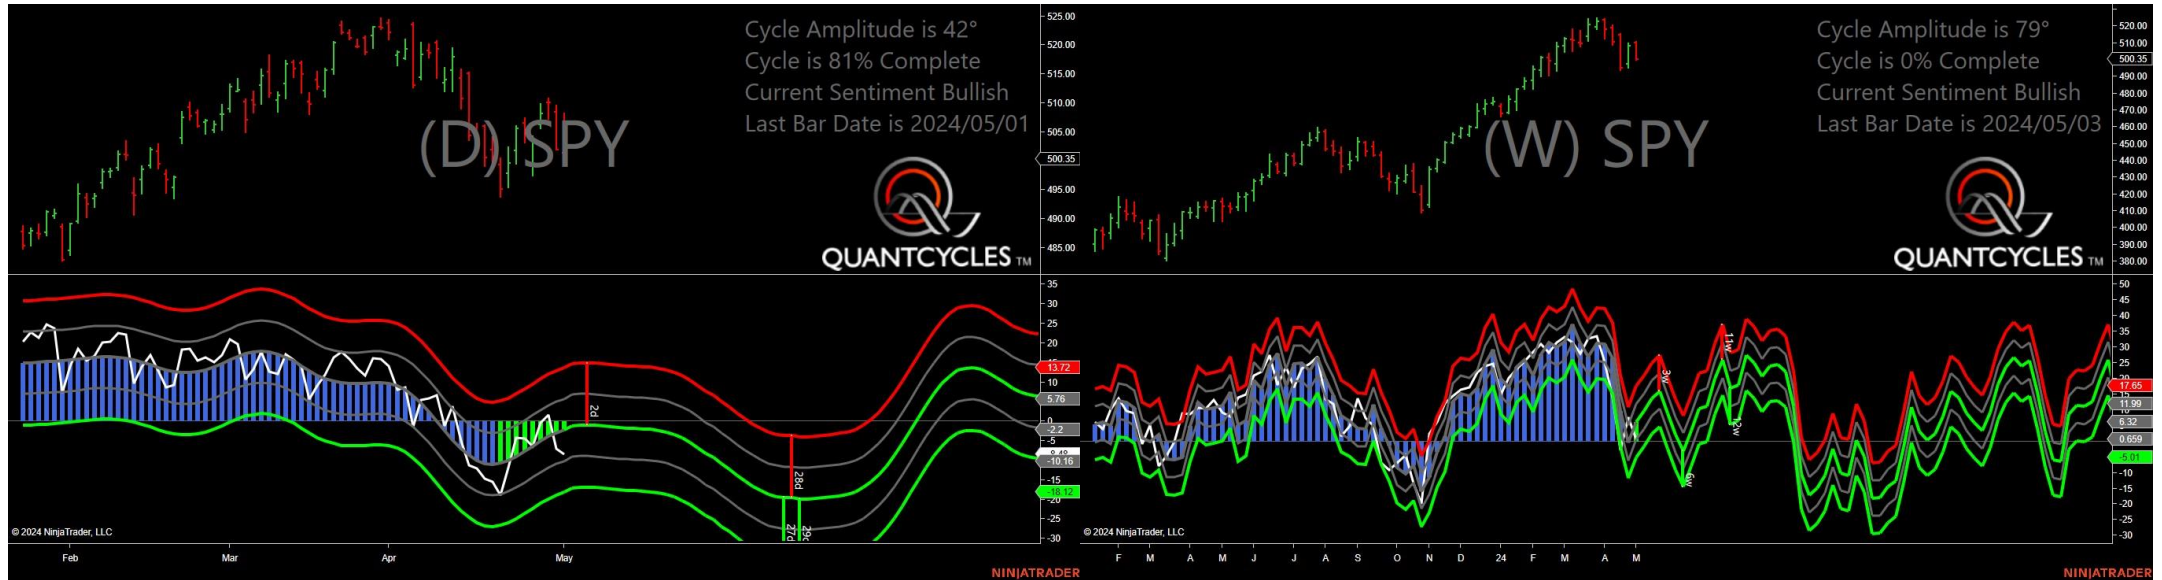 Cycle Amplitude is 42°
Cycle is 81% Complete
Current Sentiment Bullish
Last Bar Date is 2024/05/01
(D) SPY
QUANTCYCLES TM
525.00
520.00
515.00
510.00
505.00
500.35
495.00
490.00
485.00
35
30
25
20
15
13.72
10
5.76
0
-2.2
-5
-10.16
-18.12
-20
-25
-30
2d
28d
27d
29d
© 2024 NinjaTrader, LLC
Feb
Mar
Apr
May
NINJATRADER
Cycle Amplitude is 79°
Cycle is 0% Complete
Current Sentiment Bullish
Last Bar Date is 2024/05/03
(W) SPY
QUANTCYCLES TM
520.00
510.00
500.35
490.00
480.00
470.00
460.00
450.00
440.00
430.00
420.00
410.00
400.00
390.00
380.00
50
45
40
35
30
25
20
17.65
15
11.99
6.32
0.659
-5.01
-10
-15
-20
-25
-30
3w
6w
11w
12w
© 2024 NinjaTrader, LLC
F
M
A
M
J
J
A
S
O
N
D
24
F
M
A
M
NINJATRADER